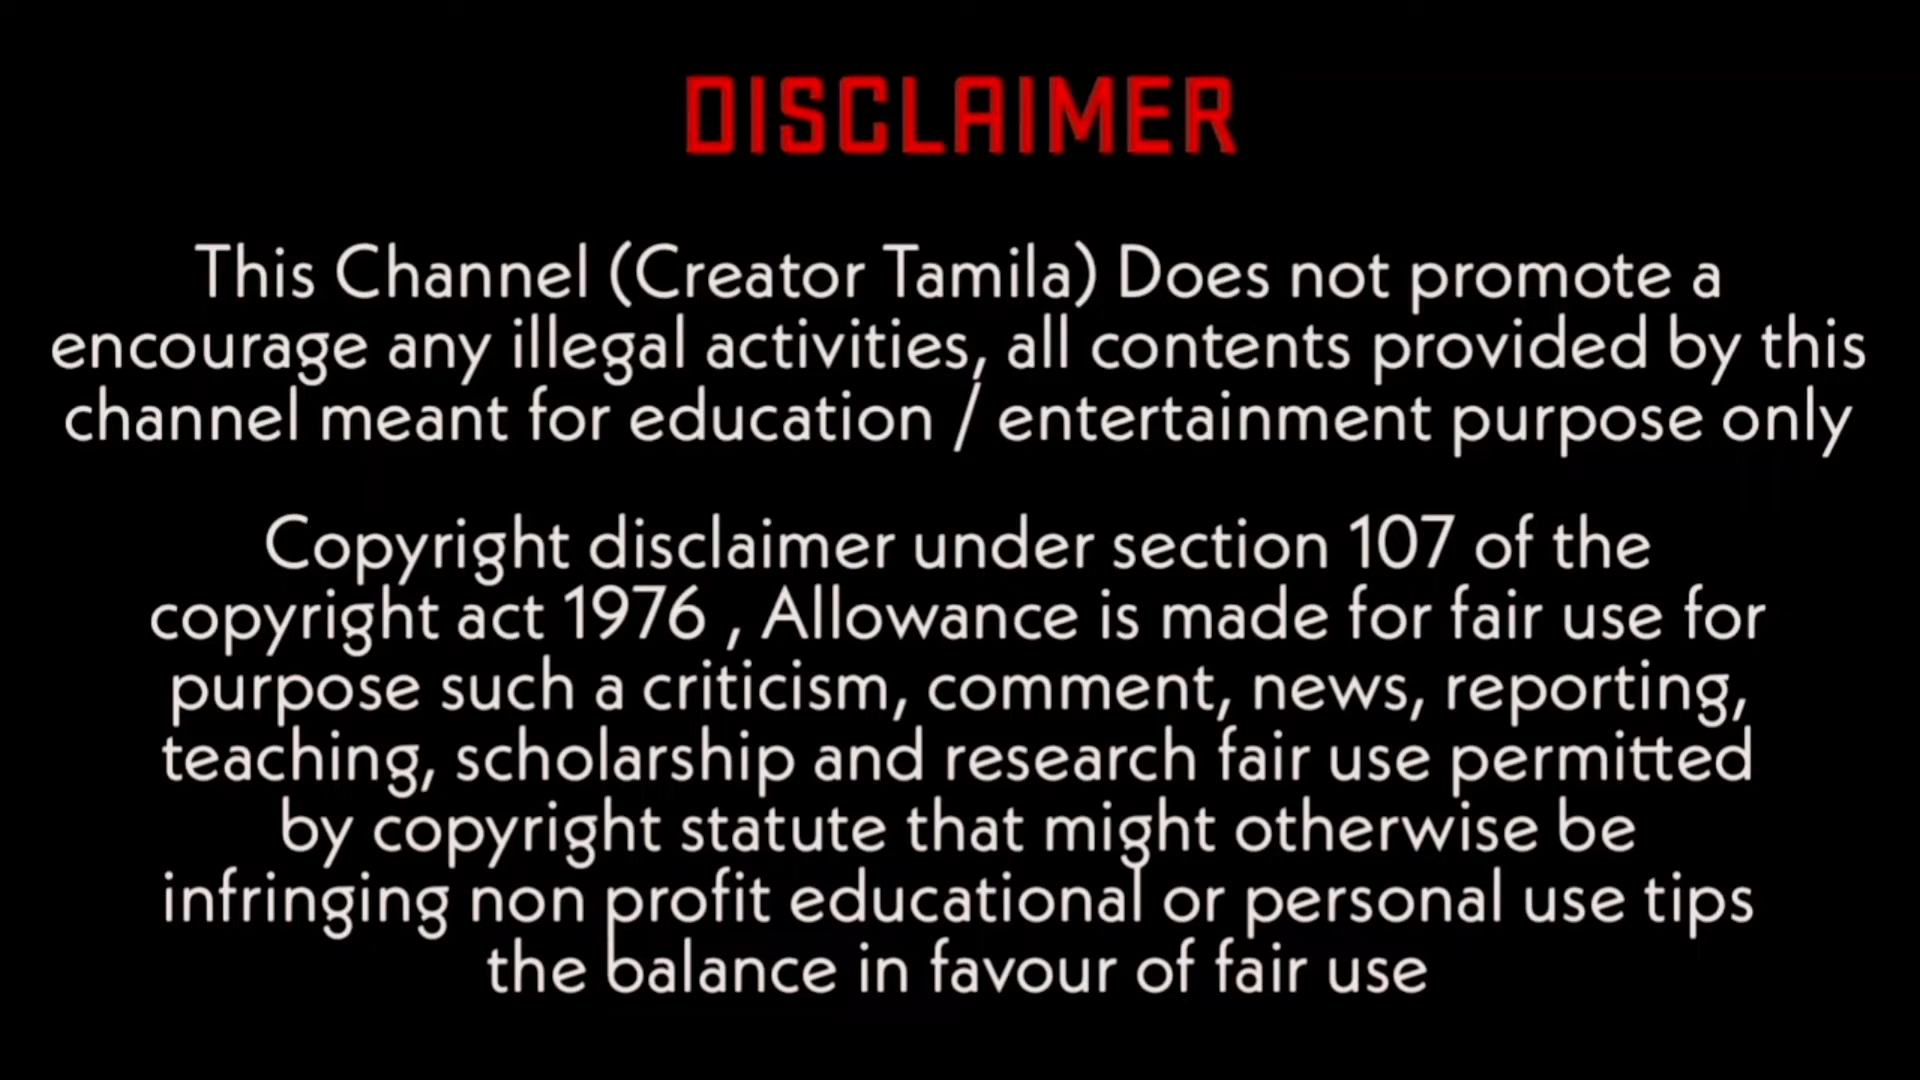 DISCLAIMER
This Channel (Creator Tamila) Does not promote a
encourage any illegal activities, all contents provided by this
channel meant for education / entertainment purpose only
Copyright disclaimer under section 107 of the
copyright act 1976 , Allowance is made for fair use for
purpose such a criticism, comment, news, reporting,
teaching, scholarship and research fair use permitted
by copyright statute that might otherwise be
infringing non profit educational or personal use tips
the balance in favour of fair use